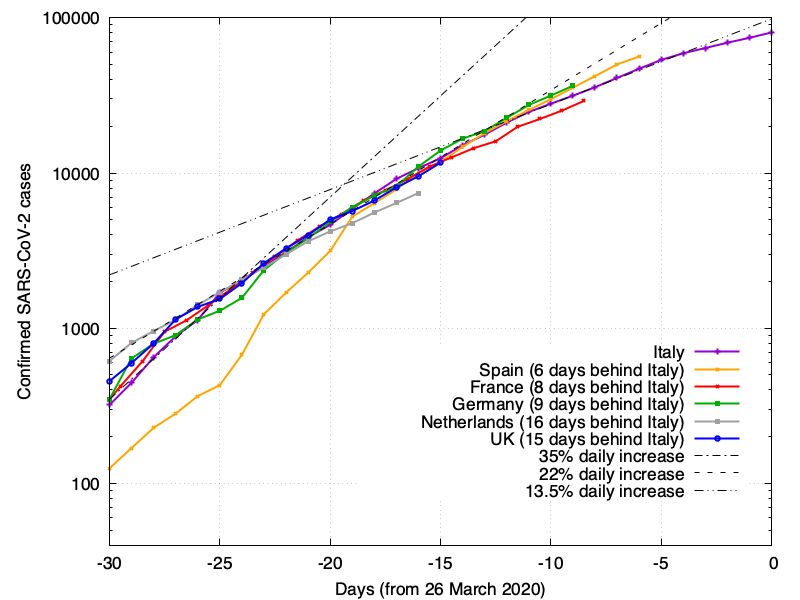 100000
10000
1000
100
Confirmed SARS-CoV-2 cases
Italy
Spain (6 days behind Italy)
France (8 days behind Italy)
Germany (9 days behind Italy)
Netherlands (16 days behind Italy)
UK (15 days behind Italy)
35% daily increase
22% daily increase
13.5% daily increase
-30 -25 -20 -15 -10 -5 0
Days (from 26 March 2020)